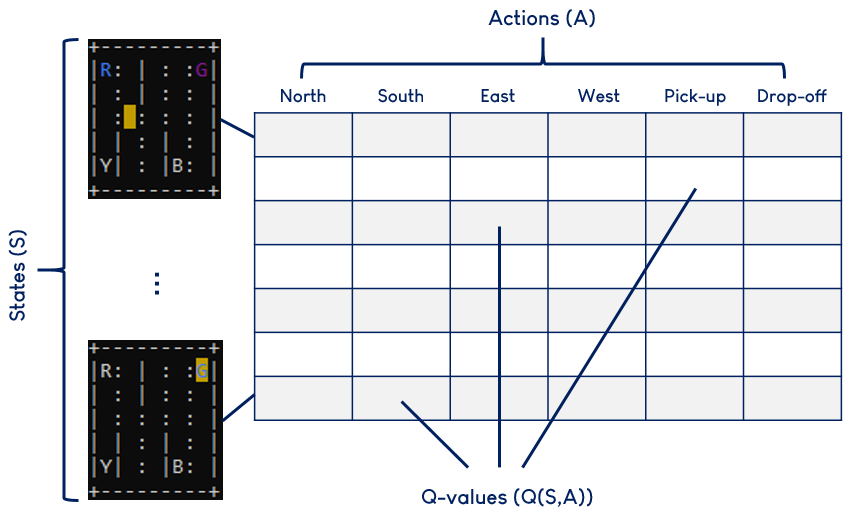 Actions (A)
North South East West Pick-up Drop-off
+---------+
|R: | : :G|
| : | : : |
| : : : : |
| | : | : |
|Y| : |B: |
+---------+
States (S)
...
+---------+
|R: | : :G|
| : | : : |
| : : : : |
| | : | : |
|Y| : |B: |
+---------+
Q-values (Q(S,A))